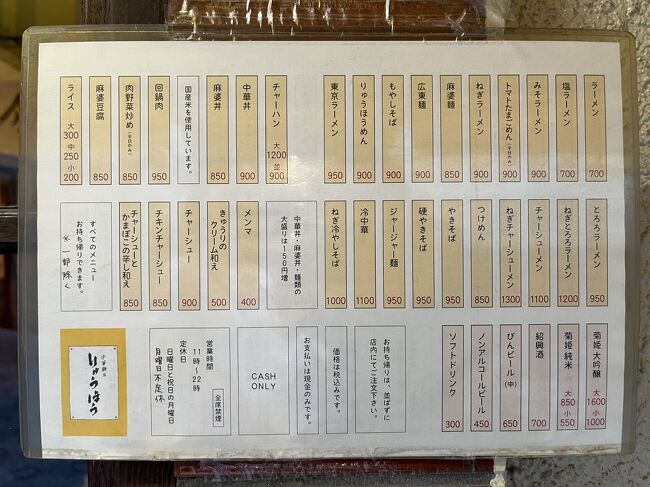 ラーメン 700
塩ラーメン 700
みそラーメン 900
トマトたまごめん(平日のみ) 900
ねぎラーメン 900
麻婆麺 850
広東麺 900
もやしそば 900
りゅうほうめん 900
東京ラーメン 950
チャーハン 大1200 並900
中華丼 900
麻婆丼 850
国産米を使用しています。
回鍋肉 950
肉野菜炒め(平日のみ) 850
麻婆豆腐 850
ライス 大300 中250 小200
とろろラーメン 950
ねぎとろろラーメン 1200
チャーシューメン 1100
ねぎチャーシューメン 1300
つけめん 850
やきそば 950
硬やきそば 950
ジャージャー麺 950
冷中華 1100
ねぎ冷やしそば 1000
中華丼・麻婆丼・麺類の
大盛りは150円増
メンマ 400
きゅうりの
クリーム和え 500
チャーシュー 900
チキンチャーシュー 850
チャーシューと
かまぼこの辛し和え 850
すべてのメニュー
お持ち帰りできます。
※一部除く
菊姫 大吟醸 大1600 小1000
菊姫 純米 大850 小550
紹興酒 700
びんビール(中) 650
ノンアルコールビール 450
ソフトドリンク 300
お持ち帰りは、並ばずに
店内にてご注文下さい。
価格は税込みです。
お支払いは現金のみです。
CASH
ONLY
営業時間
11時〜22時
全席禁煙
定休日
日曜日と祝日の月曜日
月曜日不定休
りゅうほう